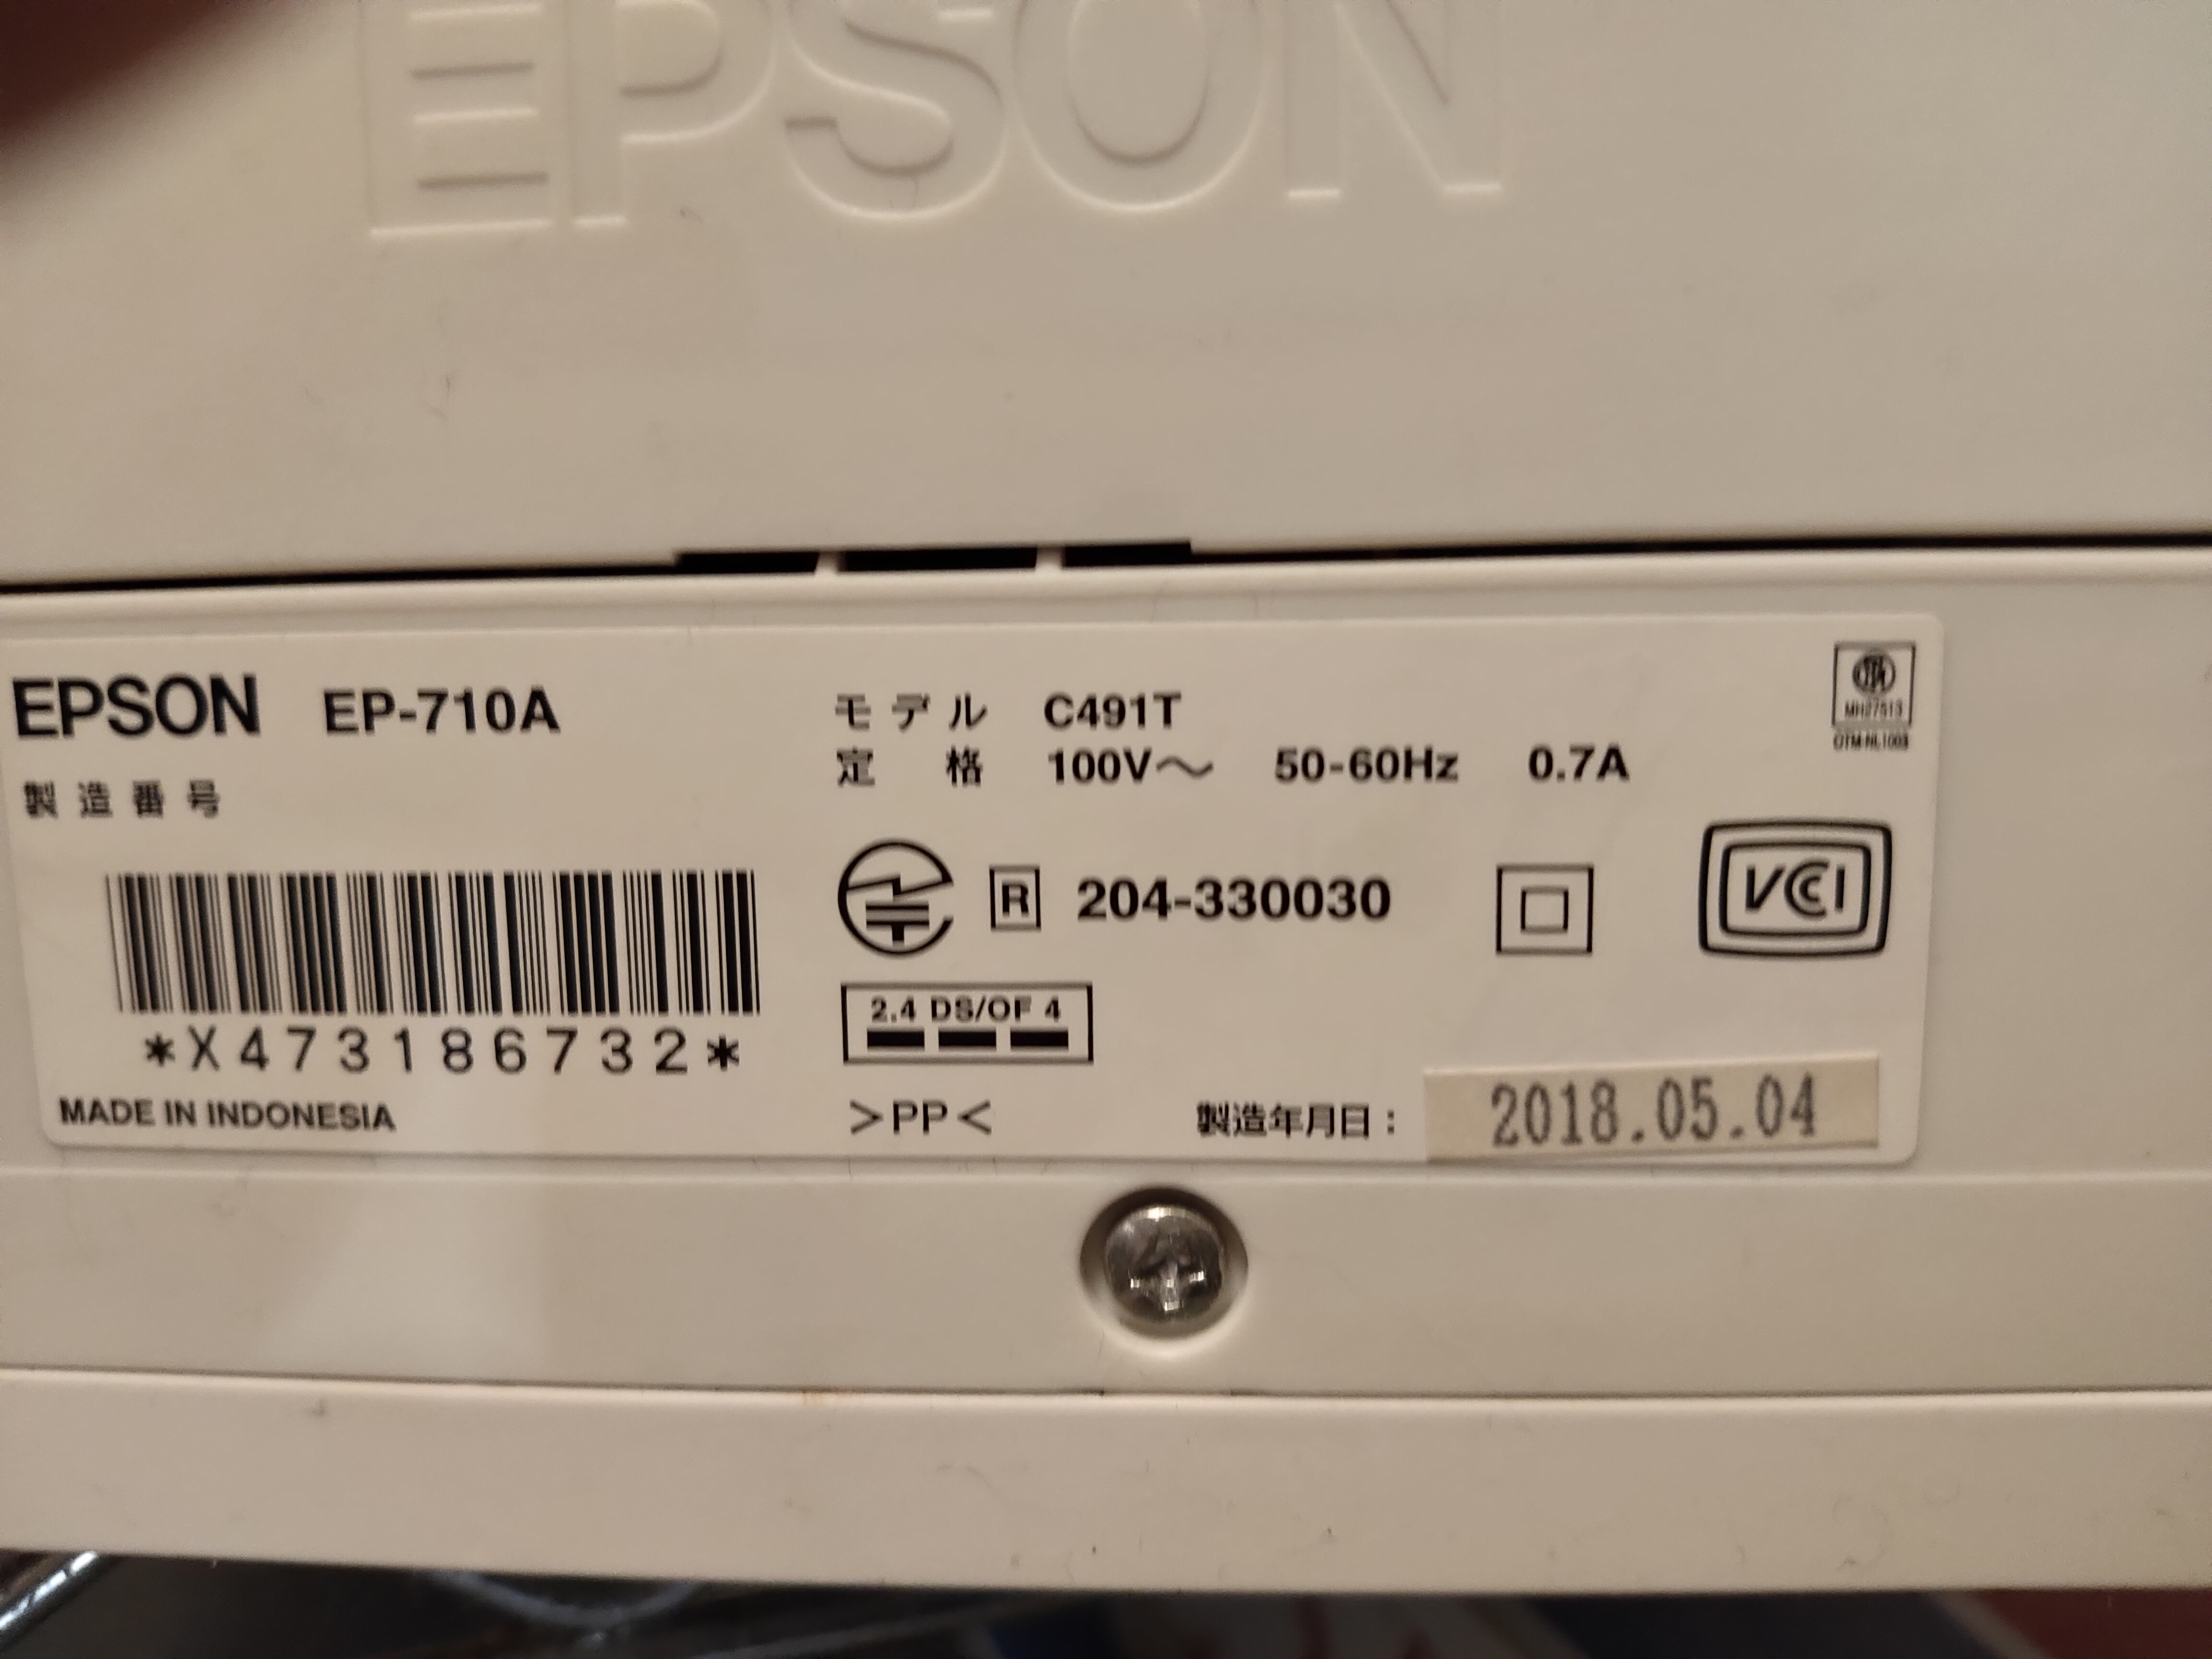 EPSON
EPSON EP-710A
製造番号
*X473186732*
MADE IN INDONESIA
モデル C491T
定格 100V～ 50-60Hz 0.7A
R 204-330030
2.4 DS/OF 4
>PP<
製造年月日： 2018.05.04
VCCI